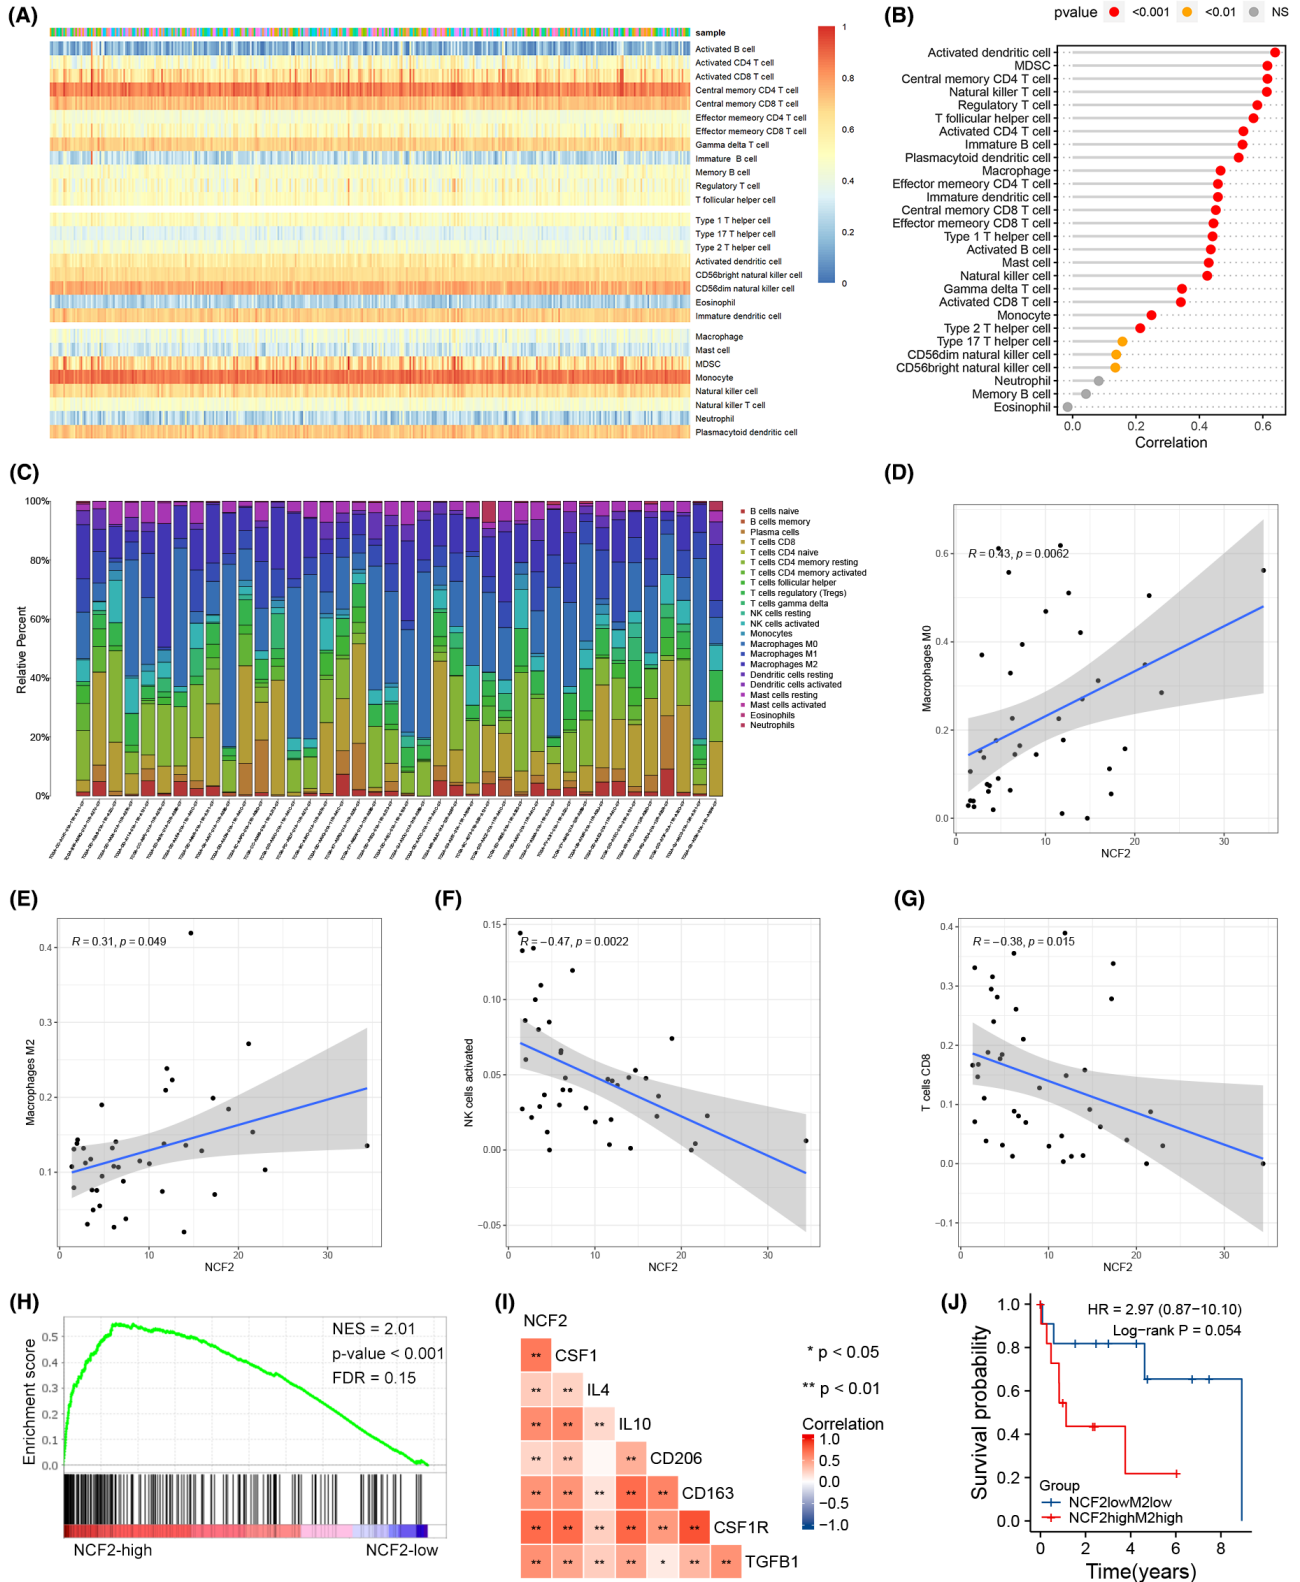 (A)
sample
Activated B cell
Activated CD4 T cell
Activated CD8 T cell
Central memory CD4 T cell
Central memory CD8 T cell
Effector memeory CD4 T cell
Effector memeory CD8 T cell
Gamma delta T cell
Immature B cell
Memory B cell
Regulatory T cell
T follicular helper cell
Type 1 T helper cell
Type 17 T helper cell
Type 2 T helper cell
Activated dendritic cell
CD56bright natural killer cell
CD56dim natural killer cell
Eosinophil
Immature dendritic cell
Macrophage
Mast cell
MDSC
Monocyte
Natural killer cell
Natural killer T cell
Neutrophil
Plasmacytoid dendritic cell
1
0.8
0.6
0.4
0.2
0
(B)
pvalue <0.001 <0.01 NS
Activated dendritic cell
MDSC
Central memory CD4 T cell
Natural killer T cell
Regulatory T cell
T follicular helper cell
Activated CD4 T cell
Immature B cell
Plasmacytoid dendritic cell
Macrophage
Effector memeory CD4 T cell
Immature dendritic cell
Central memory CD8 T cell
Effector memeory CD8 T cell
Type 1 T helper cell
Activated B cell
Mast cell
Natural killer cell
Gamma delta T cell
Activated CD8 T cell
Monocyte
Type 2 T helper cell
Type 17 T helper cell
CD56dim natural killer cell
CD56bright natural killer cell
Neutrophil
Memory B cell
Eosinophil
0.0 0.2 0.4 0.6
Correlation
(C)
Relative Percent
100%
80%
60%
40%
20%
0%
B cells naive
B cells memory
Plasma cells
T cells CD8
T cells CD4 naive
T cells CD4 memory resting
T cells CD4 memory activated
T cells follicular helper
T cells regulatory (Tregs)
T cells gamma delta
NK cells resting
NK cells activated
Monocytes
Macrophages M0
Macrophages M1
Macrophages M2
Dendritic cells resting
Dendritic cells activated
Mast cells resting
Mast cells activated
Eosinophils
Neutrophils
(D)
R = 0.43, p = 0.0062
Macrophages M0
0.6
0.4
0.2
0.0
0 10 20 30
NCF2
(E)
R = 0.31, p = 0.049
Macrophages M2
0.4
0.3
0.2
0.1
0 10 20 30
NCF2
(F)
R = −0.47, p = 0.0022
NK cells activated
0.15
0.10
0.05
0.00
−0.05
0 10 20 30
NCF2
(G)
R = −0.38, p = 0.015
T cells CD8
0.4
0.3
0.2
0.1
0.0
−0.1
0 10 20 30
NCF2
(H)
NES = 2.01
p-value < 0.001
FDR = 0.15
Enrichment score
0.5
0.4
0.3
0.2
0.1
0.0
NCF2-high NCF2-low
(I)
NCF2
** CSF1
** ** IL4
** ** ** IL10
** ** ** CD206
** ** ** ** ** CD163
** ** ** ** ** ** CSF1R
** ** ** ** * ** ** TGFB1
* p < 0.05
** p < 0.01
Correlation
1.0
0.5
0.0
−0.5
−1.0
(J)
HR = 2.97 (0.87−10.10)
Log−rank P = 0.054
Survival probability
1.0
0.8
0.6
0.4
0.2
0.0
Group
NCF2lowM2low
NCF2highM2high
0 2 4 6 8
Time(years)